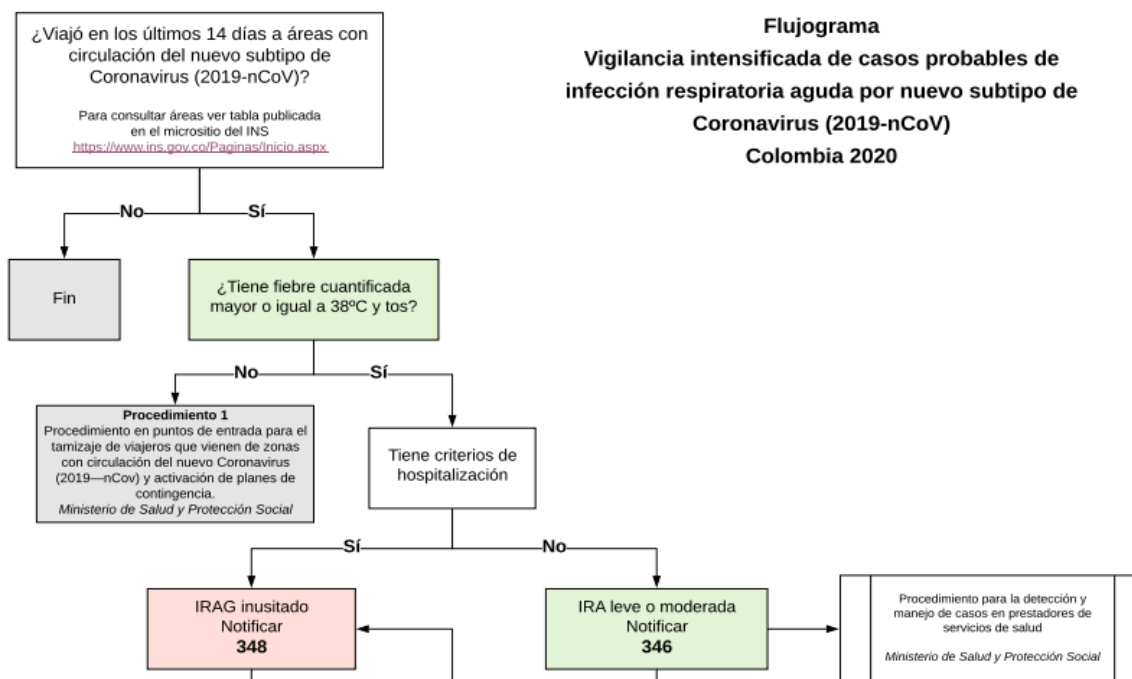 Flujograma
Vigilancia intensificada de casos probables de
infección respiratoria aguda por nuevo subtipo de
Coronavirus (2019-nCoV)
Colombia 2020
¿Viajó en los últimos 14 días a áreas con
circulación del nuevo subtipo de
Coronavirus (2019-nCoV)?
Para consultar áreas ver tabla publicada
en el micrositio del INS
https://www.ins.gov.co/Paginas/Inicio.aspx
No
Sí
Fin
¿Tiene fiebre cuantificada
mayor o igual a 38ºC y tos?
No
Sí
Procedimiento 1
Procedimiento en puntos de entrada para el
tamizaje de viajeros que vienen de zonas
con circulación del nuevo Coronavirus
(2019—nCov) y activación de planes de
contingencia.
Ministerio de Salud y Protección Social
Tiene criterios de
hospitalización
Sí
No
IRAG inusitado
Notificar
348
IRA leve o moderada
Notificar
346
Procedimiento para la detección y
manejo de casos en prestadores de
servicios de salud
Ministerio de Salud y Protección Social